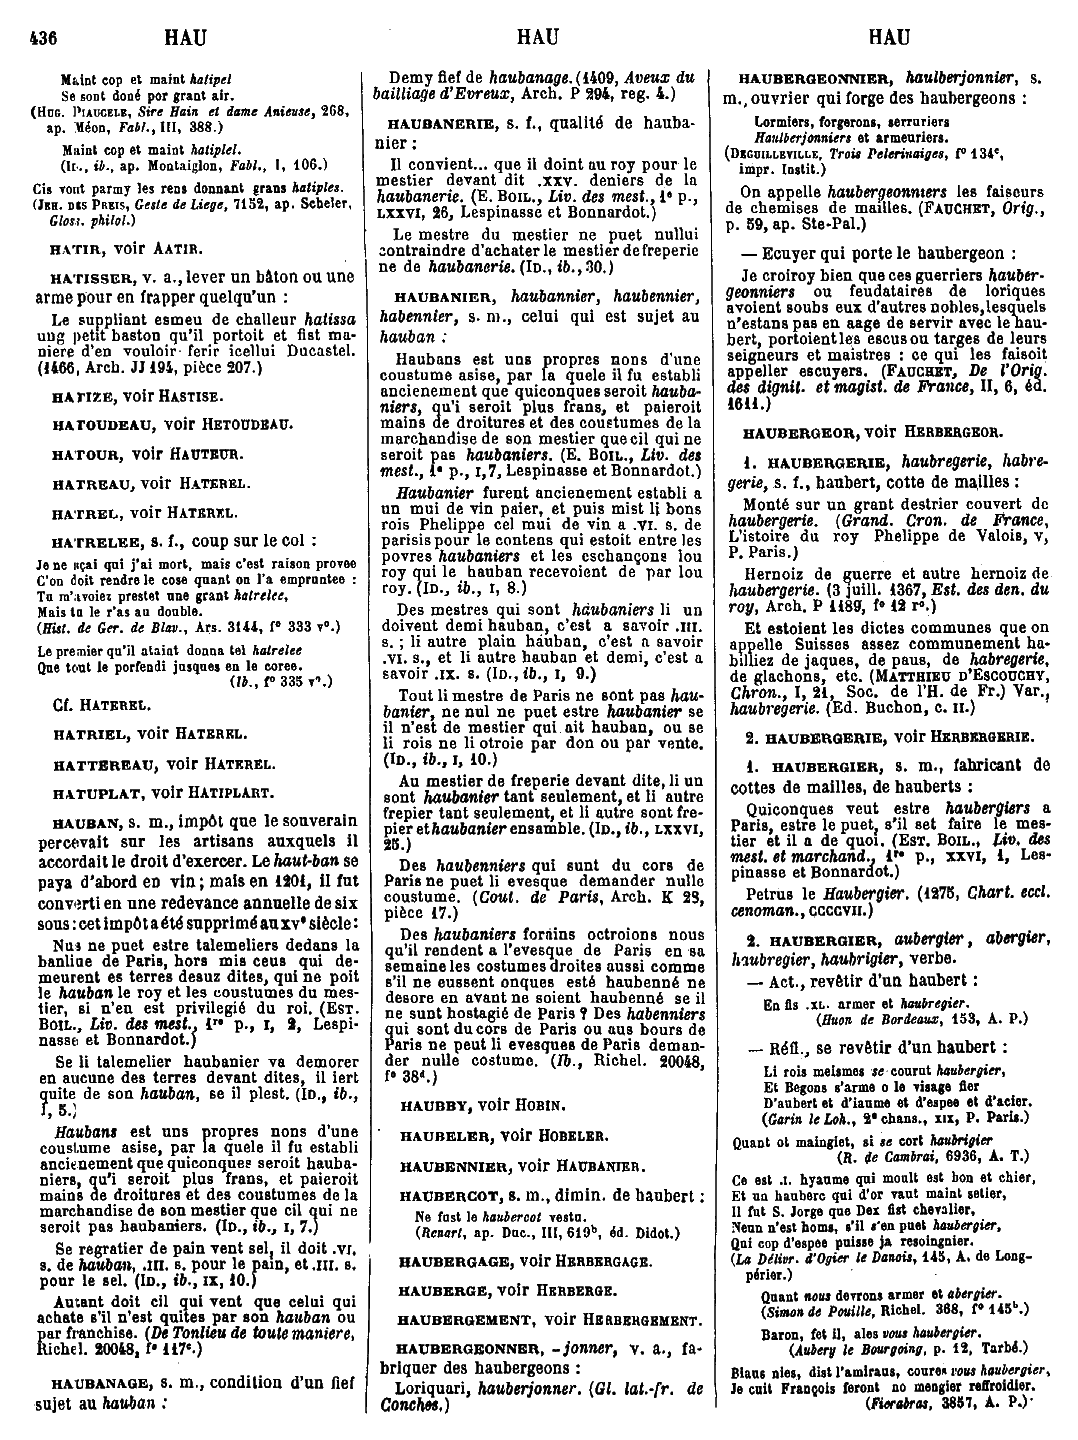 436 HAU HAU HAU
Maint cop et maint hatipel
Se sont doné por grant air.
(HUG. PIAUCELE, Sire Hain et dame Anieuse, 268,
ap. Méon, Fabl., III, 388.)
Maint cop et maint hatiplel.
(ID., ib., ap. Montaiglon, Fabl., I, 106.)
Cis vont parmy les rens donnant grans hatiples.
(JEH. DES PREIS, Geste de Liege, 7152, ap. Scheler,
Gloss. philol.)
HATIR, voir AATIR.
HATISSER, v. a., lever un bâton ou une
arme pour en frapper quelqu'un :
Le suppliant esmeu de challeur hatissa
ung petit baston qu'il portoit et fist ma-
niere d'en vouloir ferir icellui Ducastel.
(1466, Arch. JJ 194, pièce 207.)
HATIZE, voir HASTISE.
HATOUDEAU, voir HETOUDEAU.
HATOUR, voir HAUTEUR.
HATREAU, voir HATEREL.
HATREL, voir HATEREL.
HATRELEE, s. f., coup sur le col :
Je ne sçai qui j'ai mort, mais c'est raison provee
C'on doit rendre le cose quant on l'a empruntee :
Tu m'avoiez prestet une grant hatrelee,
Mais tu le r'as au double.
(Hist. de Ger. de Blav., Ars. 3144, f° 333 v°.)
Le premier qu'il ataint donna tel hatrelee
Que tout le porfendi jusques en le coree.
(Ib., f° 335 v°.)
Cf. HATEREL.
HATRIEL, voir HATEREL.
HATTEREAU, voir HATEREL.
HATUPLAT, voir HATIPLART.
HAUBAN, s. m., impôt que le souverain
percevait sur les artisans auxquels il
accordait le droit d'exercer. Le haut-ban se
paya d'abord en vin ; mais en 1201, il fut
converti en une redevance annuelle de six
sous : cet impôt a été supprimé au XVe siècle :
Nus ne puet estre talemeliers dedans la
banliue de Paris, hors mis ceus qui de-
meurent es terres desuz dites, qui ne poit
le hauban le roy et les coustumes du mes-
tier, si n'en est privilegié du roi. (EST.
BOIL., Liv. des mest., 1re p., I, 2, Lespi-
nasse et Bonnardot.)
Se li talemelier haubanier va demorer
en aucune des terres devant dites, il iert
quite de son hauban, se il plest. (ID., ib.,
I, 5.)
Haubans est uns propres nons d'une
coustume asise, par la quele il fu establi
ancienement que quiconques seroit hauba-
niers, qu'i seroit plus frans, et paieroit
mains de droitures et des coustumes de la
marchandise de son mestier que cil qui ne
seroit pas haubaniers. (ID., ib., I, 7.)
Se regratier de pain vent sel, il doit .VI.
s. de hauban, .III. s. pour le pain, et .III. s.
pour le sel. (ID., ib., IX, 10.)
Autant doit cil qui vent que celui qui
achate s'il n'est quites par son hauban ou
par franchise. (De Tonlieu de toute maniere,
Richel. 20048, f° 117c.)
HAUBANAGE, s. m., condition d'un fief
sujet au hauban :
Demy fief de haubanage. (1409, Aveux du
bailliage d'Evreux, Arch. P 294, reg. 4.)
HAUBANERIE, s. f., qualité de hauba-
nier :
Il convient... que il doint au roy pour le
mestier devant dit .XXV. deniers de la
haubanerie. (E. BOIL., Liv. des mest., 1e p.,
LXXVI, 26, Lespinasse et Bonnardot.)
Le mestre du mestier ne puet nullui
contraindre d'achater le mestier de freperie
ne de haubanerie. (ID., ib., 30.)
HAUBANIER, haubannier, haubennier,
habennier, s. m., celui qui est sujet au
hauban :
Haubans est uns propres nons d'une
coustume asise, par la quele il fu establi
ancienement que quiconques seroit hauba-
niers, qu'i seroit plus frans, et paieroit
mains de droitures et des coustumes de la
marchandise de son mestier que cil qui ne
seroit pas haubaniers. (E. BOIL., Liv. des
mest., 1e p., I, 7, Lespinasse et Bonnardot.)
Haubanier furent ancienement establi a
un mui de vin paier, et puis mist li bons
rois Phelippe cel mui de vin a .VI. s. de
parisis pour le contens qui estoit entre les
povres haubaniers et les eschançons lou
roy qui le hauban recevoient de par lou
roy. (ID., ib., I, 8.)
Des mestres qui sont haubaniers li un
doivent demi hauban, c'est a savoir .III.
s. ; li autre plain hauban, c'est a savoir
.VI. s., et li autre hauban et demi, c'est a
savoir .IX. s. (ID., ib., I, 9.)
Tout li mestre de Paris ne sont pas hau-
banier, ne nul ne puet estre haubanier se
il n'est de mestier qui ait hauban, ou se
li rois ne li otroie par don ou par vente.
(ID., ib., I, 10.)
Au mestier de freperie devant dite, li un
sont haubanier tant seulement, et li autre
frepier tant seulement, et li autre sont fre-
pier et haubanier ensamble. (ID., ib., LXXVI,
25.)
Des haubenniers qui sunt du cors de
Paris ne puet li evesque demander nulle
coustume. (Cout. de Paris, Arch. K 23,
pièce 17.)
Des haubaniers forains octroions nous
qu'il rendent a l'evesque de Paris en sa
semaine les costumes droites aussi comme
s'il ne eussent onques esté haubenné ne
desore en avant ne soient haubenné se il
ne sunt hostagié de Paris ? Des habenniers
qui sont du cors de Paris ou aus bours de
Paris ne peut li evesques de Paris deman-
der nulle costume. (Ib., Richel. 20048,
f° 38d.)
HAUBBY, voir HOBIN.
HAUBELER, voir HOBELER.
HAUBENNIER, voir HAUBANIER.
HAUBERCOT, s. m., dimin. de haubert :
Ne fust le haubercot vestu.
(Renart, ap. Duc., III, 619b, éd. Didot.)
HAUBERGAGE, voir HERBERGAGE.
HAUBERGE, voir HERBERGE.
HAUBERGEMENT, voir HERBERGEMENT.
HAUBERGEONNER, -jonner, v. a., fa-
briquer des haubergeons :
Loriquari, hauberjonner. (Gl. lat.-fr. de
Conches.)
HAUBERGEONNIER, haulberjonnier, s.
m., ouvrier qui forge des haubergeons :
Lormiers, forgerons, serruriers
Haulberjonniers et armeuriers.
(DEGUILLEVILLE, Trois Pelerinaiges, f° 134c,
impr. Instit.)
On appelle haubergeonniers les faiseurs
de chemises de mailles. (FAUCHET, Orig.,
p. 59, ap. Ste-Pal.)
— Ecuyer qui porte le haubergeon :
Je croiroy bien que ces guerriers hauber-
geonniers ou feudataires de loriques
avoient soubs eux d'autres nobles, lesquels
n'estans pas en aage de servir avec le hau-
bert, portoient les escus ou targes de leurs
seigneurs et maistres : ce qui les faisoit
appeller escuyers. (FAUCHET, De l'Orig.
des dignit. et magist. de France, II, 6, éd.
1611.)
HAUBERGEOR, voir HERBERGEOR.
1. HAUBERGERIE, haubregerie, habre-
gerie, s. f., haubert, cotte de mailles :
Monté sur un grant destrier couvert de
haubergerie. (Grand. Cron. de France,
L'istoire du roy Phelippe de Valois, V,
P. Paris.)
Hernoiz de guerre et autre hernoiz de
haubergerie. (3 juill. 1367, Est. des den. du
roy, Arch. P 1189, f° 12 r°.)
Et estoient les dictes communes que on
appelle Suisses assez communement ha-
billiez de jaques, de paus, de habregerie,
de glachons, etc. (MATTHIEU D'ESCOUCHY,
Chron., I, 21, Soc. de l'H. de Fr.) Var.,
haubregerie. (Ed. Buchon, c. II.)
2. HAUBERGERIE, voir HERBERGERIE.
1. HAUBERGIER, s. m., fabricant de
cottes de mailles, de hauberts :
Quiconques veut estre haubergiers a
Paris, estre le puet, s'il set faire le mes-
tier et il a de quoi. (EST. BOIL., Liv. des
mest. et marchand., 1re p., XXVI, 1, Les-
pinasse et Bonnardot.)
Petrus le Haubergier. (1275, Chart. eccl.
cenoman., CCCCVII.)
2. HAUBERGIER, aubergier, abergier,
haubregier, haubrigier, verbe.
— Act., revêtir d'un haubert :
En fis .XL. armer et haubregier.
(Huon de Bordeaux, 153, A. P.)
— Réfl., se revêtir d'un haubert :
Li rois meismes se courut haubergier,
Et Begons s'arme o le visage fier
D'aubert et d'iaume et d'espee et d'acier.
(Garin le Loh., 2e chans., XIX, P. Paris.)
Quant ot maingiet, si se cort haubrigier
(R. de Cambrai, 6936, A. T.)
Ce est .I. hyaume qui moult est bon et chier,
Et un hauberc qui d'or vaut maint setier,
Il fut S. Jorge que Dex fist chevalier,
Nenn n'est homs, s'il s'en puet haubergier,
Qui cop d'espee puisse ja resoingnier.
(La Délivr. d'Ogier le Danois, 145, A. de Long-
périer.)
Quant nous devrons armer et abergier.
(Simon de Pouille, Richel. 368, f° 145b.)
Baron, fet il, ales vous haubergier.
(Aubery le Bourgoing, p. 12, Tarbé.)
Biaus nies, dist l'amiraus, coures vous haubergier,
Je cuit François feront no mengier reffroidier.
(Fierabras, 3857, A. P.)